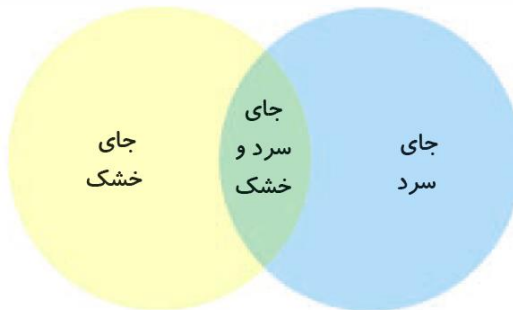 جای
سرد
جای
سرد و
خشک
جای
خشک